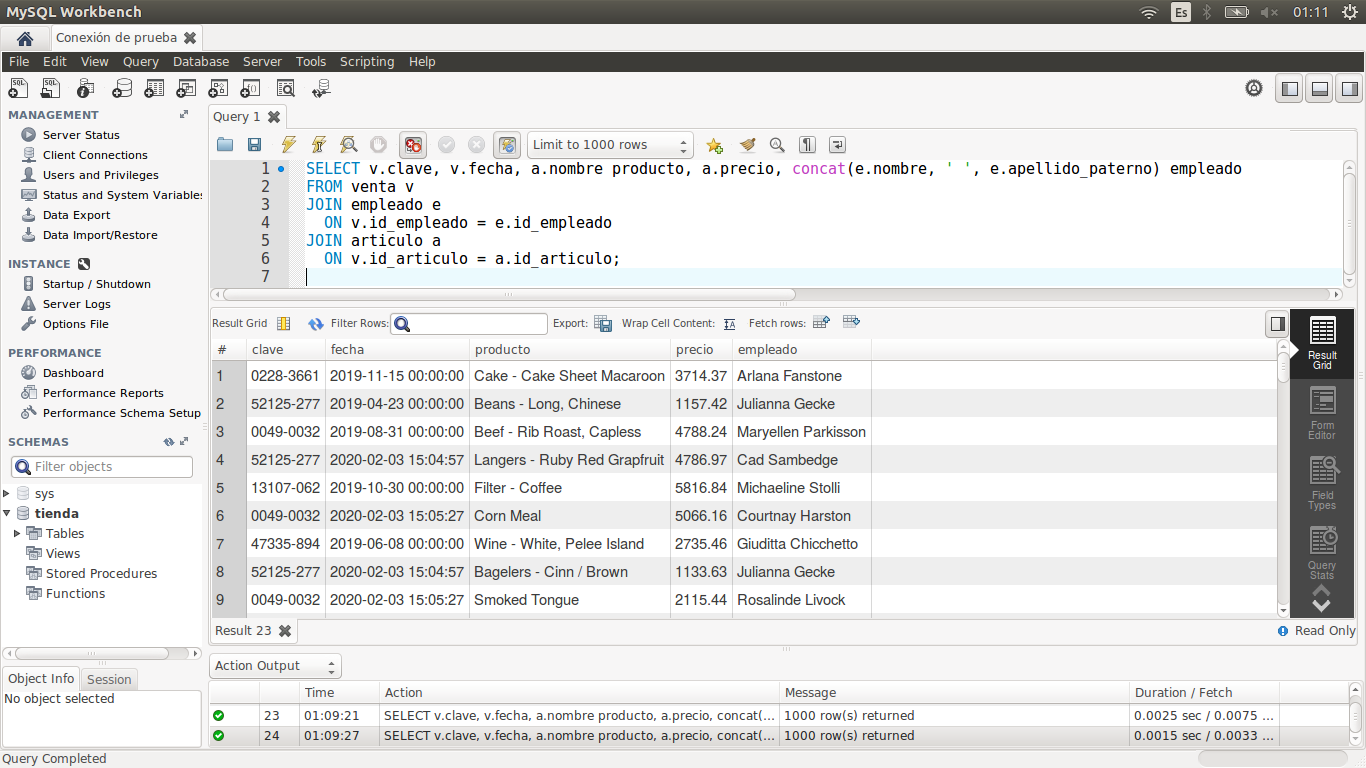 MySQL Workbench
Es
01:11
Conexión de prueba
File Edit View Query Database Server Tools Scripting Help
MANAGEMENT
Server Status
Client Connections
Users and Privileges
Status and System Variable
Data Export
Data Import/Restore
INSTANCE
Startup / Shutdown
Server Logs
Options File
PERFORMANCE
Dashboard
Performance Reports
Performance Schema Setup
SCHEMAS
Filter objects
sys
tienda
Tables
Views
Stored Procedures
Functions
Object Info Session
No object selected
Query 1
Limit to 1000 rows
1 SELECT v.clave, v.fecha, a.nombre producto, a.precio, concat(e.nombre, ' ', e.apellido_paterno) empleado
2 FROM venta v
3 JOIN empleado e
4 ON v.id_empleado = e.id_empleado
5 JOIN articulo a
6 ON v.id_articulo = a.id_articulo;
7
Result Grid Filter Rows: Export: Wrap Cell Content: Fetch rows:
# clave fecha producto precio empleado
1 0228-3661 2019-11-15 00:00:00 Cake - Cake Sheet Macaroon 3714.37 Arlana Fanstone
2 52125-277 2019-04-23 00:00:00 Beans - Long, Chinese 1157.42 Julianna Gecke
3 0049-0032 2019-08-31 00:00:00 Beef - Rib Roast, Capless 4788.24 Maryellen Parkisson
4 52125-277 2020-02-03 15:04:57 Langers - Ruby Red Grapfruit 4786.97 Cad Sambedge
5 13107-062 2019-10-30 00:00:00 Filter - Coffee 5816.84 Michaeline Stolli
6 0049-0032 2020-02-03 15:05:27 Corn Meal 5066.16 Courtnay Harston
7 47335-894 2019-06-08 00:00:00 Wine - White, Pelee Island 2735.46 Giuditta Chicchetto
8 52125-277 2020-02-03 15:04:57 Bagelers - Cinn / Brown 1133.63 Julianna Gecke
9 0049-0032 2020-02-03 15:05:27 Smoked Tongue 2115.44 Rosalinde Livock
Result
Grid
Form
Editor
Field
Types
Query
Stats
Result 23
Read Only
Action Output
Time Action Message Duration / Fetch
23 01:09:21 SELECT v.clave, v.fecha, a.nombre producto, a.precio, concat(... 1000 row(s) returned 0.0025 sec / 0.0075 ...
24 01:09:27 SELECT v.clave, v.fecha, a.nombre producto, a.precio, concat(... 1000 row(s) returned 0.0015 sec / 0.0033 ...
Query Completed